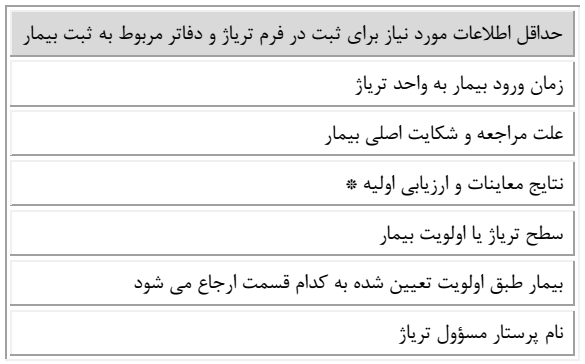 حداقل اطلاعات مورد نیاز برای ثبت در فرم تریاژ و دفاتر مربوط به ثبت بیمار
زمان ورود بیمار به واحد تریاژ
علت مراجعه و شکایت اصلی بیمار
نتایج معاینات و ارزیابی اولیه *
سطح تریاژ یا اولویت بیمار
بیمار طبق اولویت تعیین شده به کدام قسمت ارجاع می شود
نام پرستار مسؤول تریاژ